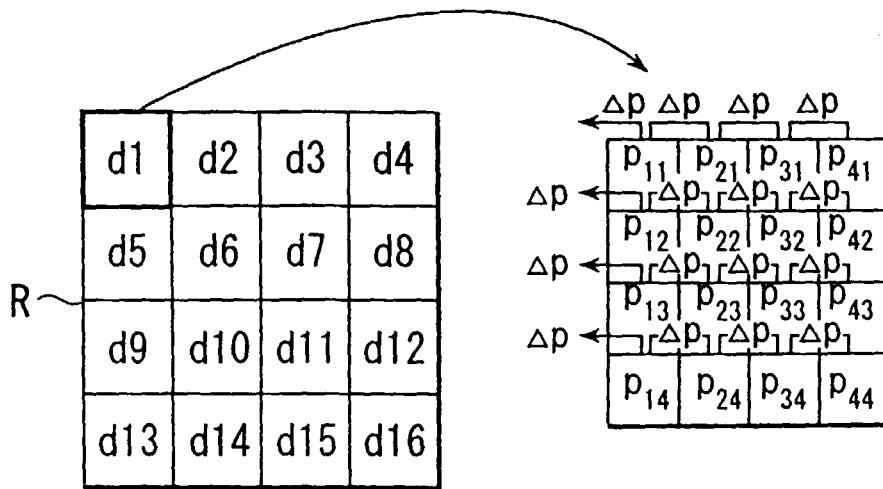 d1 d2 d3 d4
d5 d6 d7 d8
R
d9 d10 d11 d12
d13 d14 d15 d16
Δp Δp Δp Δp
p₁₁ p₂₁ p₃₁ p₄₁
Δp Δp Δp Δp
p₁₂ p₂₂ p₃₂ p₄₂
Δp Δp Δp Δp
p₁₃ p₂₃ p₃₃ p₄₃
Δp Δp Δp Δp
p₁₄ p₂₄ p₃₄ p₄₄